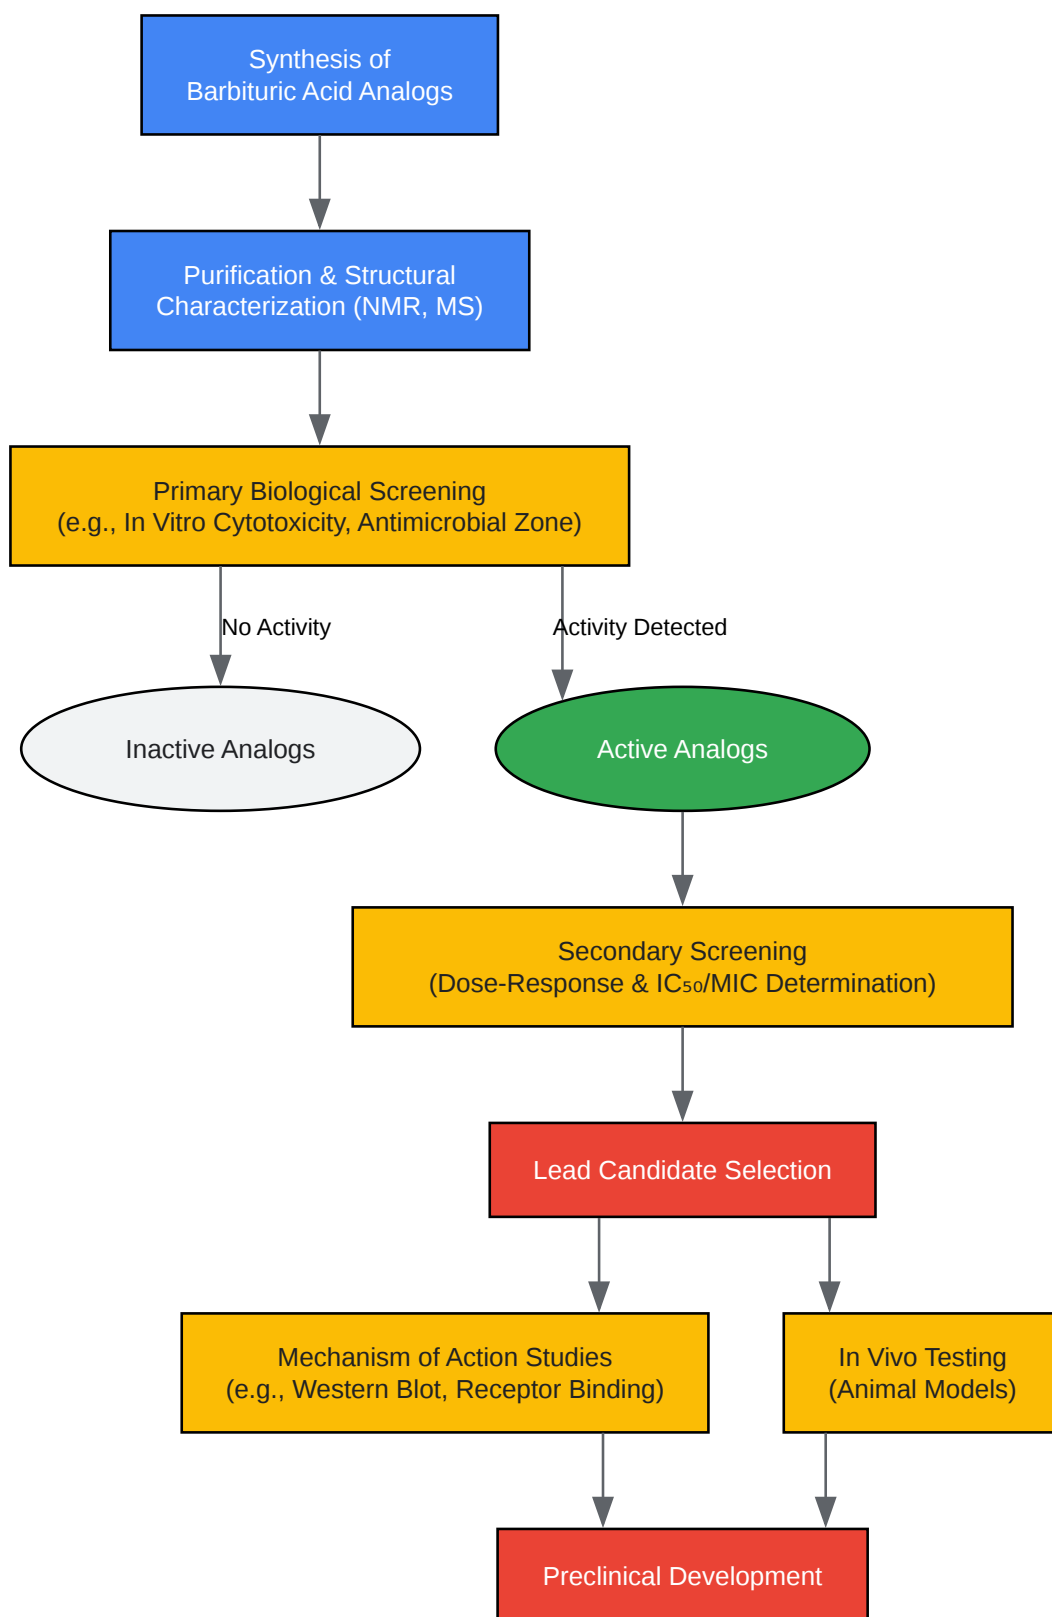 Synthesis of
Barbituric Acid Analogs
Purification & Structural
Characterization (NMR, MS)
Primary Biological Screening
(e.g., In Vitro Cytotoxicity, Antimicrobial Zone)
No Activity
Activity Detected
Inactive Analogs
Active Analogs
Secondary Screening
(Dose-Response & IC₅₀/MIC Determination)
Lead Candidate Selection
Mechanism of Action Studies
(e.g., Western Blot, Receptor Binding)
In Vivo Testing
(Animal Models)
Preclinical Development